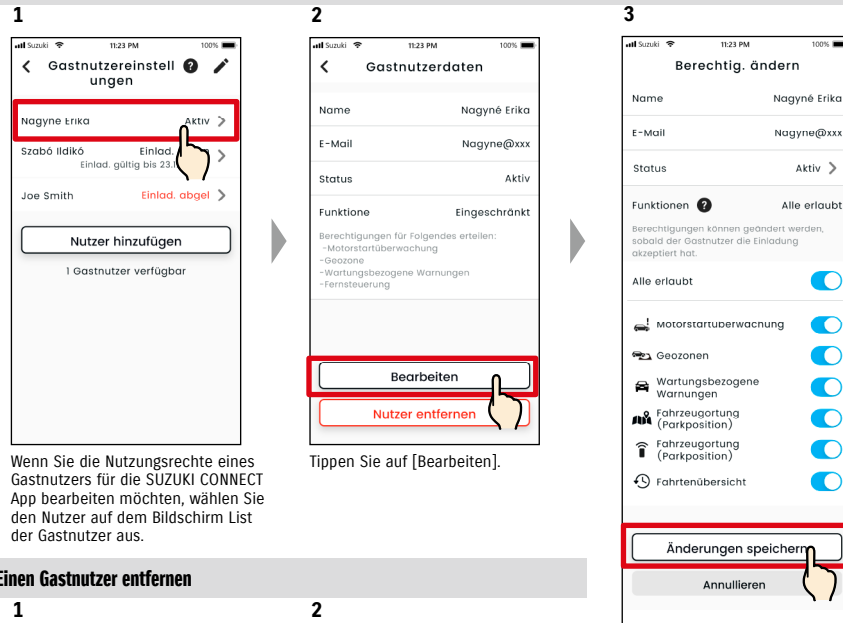 1
Suzuki 11:23 PM 100%
Gastnutzereinstell
ungen
Nagyné Erika Aktiv
Szabó Ildikó Einlad.
Einlad. gültig bis 23.
Joe Smith Einlad. abgel
Nutzer hinzufügen
1 Gastnutzer verfügbar
Wenn Sie die Nutzungsrechte eines
Gastnutzers für die SUZUKI CONNECT
App bearbeiten möchten, wählen Sie
den Nutzer auf dem Bildschirm List
der Gastnutzer aus.
2
Suzuki 11:23 PM 100%
Gastnutzerdaten
Name Nagyné Erika
E-Mail Nagyne@xxx
Status Aktiv
Funktione Eingeschränkt
Berechtigungen für Folgendes erteilen:
-Motorstartüberwachung
-Geozone
-Wartungsbezogene Warnungen
-Fernsteuerung
Bearbeiten
Nutzer entfernen
Tippen Sie auf [Bearbeiten].
3
Suzuki 11:23 PM 100%
Berechtig. ändern
Name Nagyné Erika
E-Mail Nagyne@xxx
Status Aktiv
Funktionen ? Alle erlaubt
Berechtigungen können geändert werden,
sobald der Gastnutzer die Einladung
akzeptiert hat.
Alle erlaubt
Motorstartüberwachung
Geozonen
Wartungsbezogene
Warnungen
Fahrzeugortung
(Parkposition)
Fahrzeugortung
(Parkposition)
Fahrtenübersicht
Änderungen speichern
Annullieren
Einen Gastnutzer entfernen
1
2